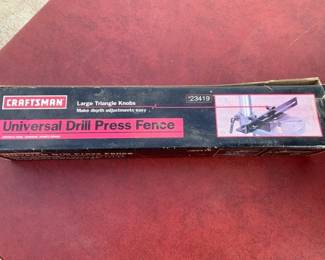 CRAFTSMAN
Large Triangle Knobs
Make depth adjustments easy
23419
Universal Drill Press Fence